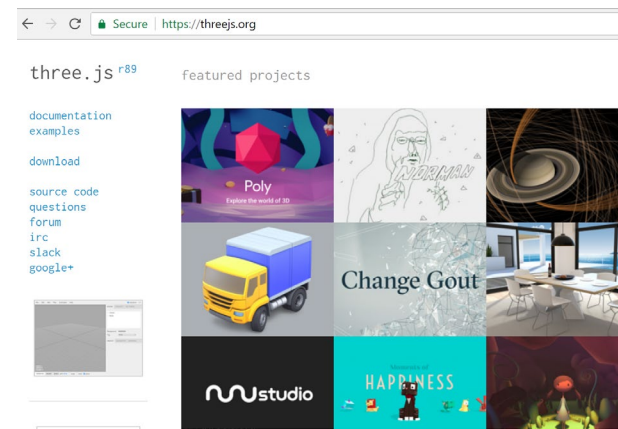 Secure | https://threejs.org
three.js r89
documentation
examples
download
source code
questions
forum
irc
slack
google+
featured projects
Poly
Explore the world of 3D
NORMAN
Change Gout
studio
HAPPINESS